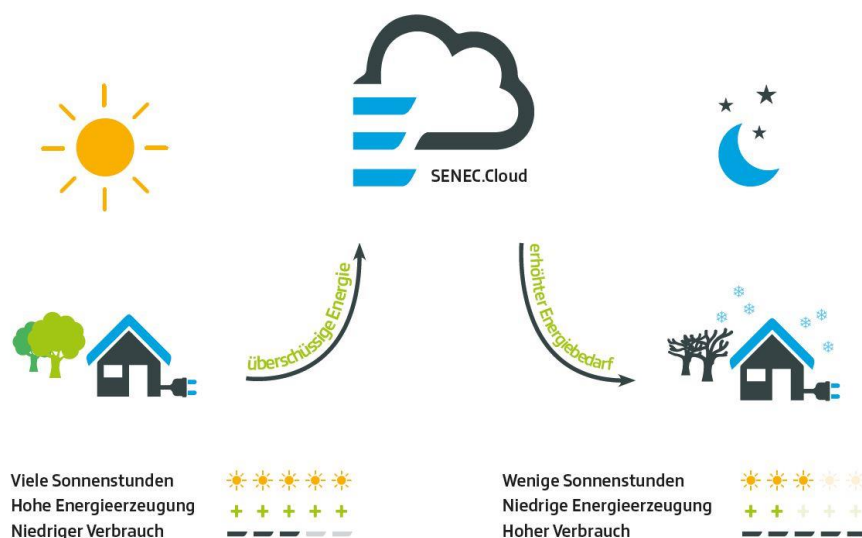 SENEC.Cloud
überschüssige Energie
erhöhter Energiebedarf
Viele Sonnenstunden
Hohe Energieerzeugung
Niedriger Verbrauch
Wenige Sonnenstunden
Niedrige Energieerzeugung
Hoher Verbrauch